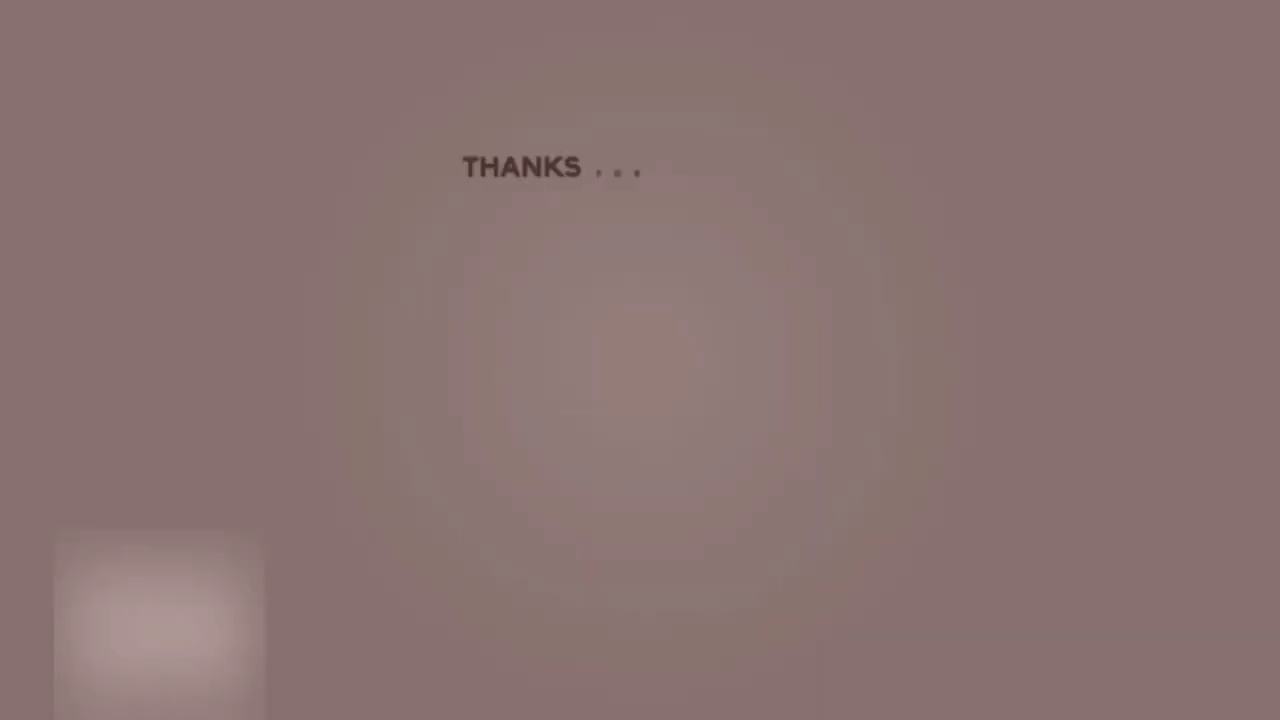 THANKS . . .